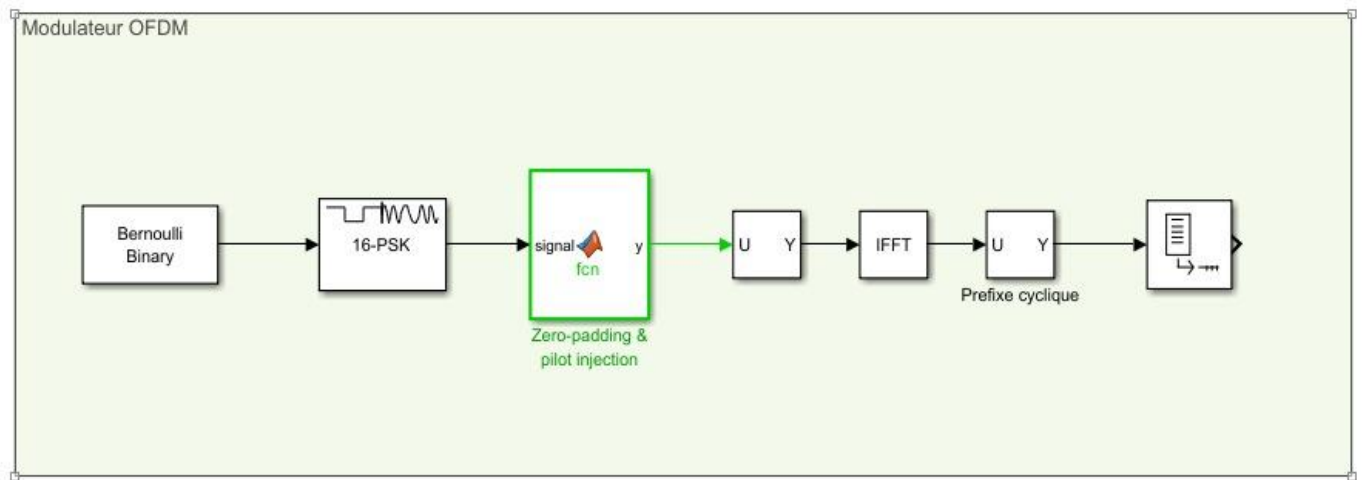 Modulateur OFDM
Bernoulli
Binary
16-PSK
signal
y
fcn
Zero-padding &
pilot injection
U Y
IFFT
U Y
Prefixe cyclique